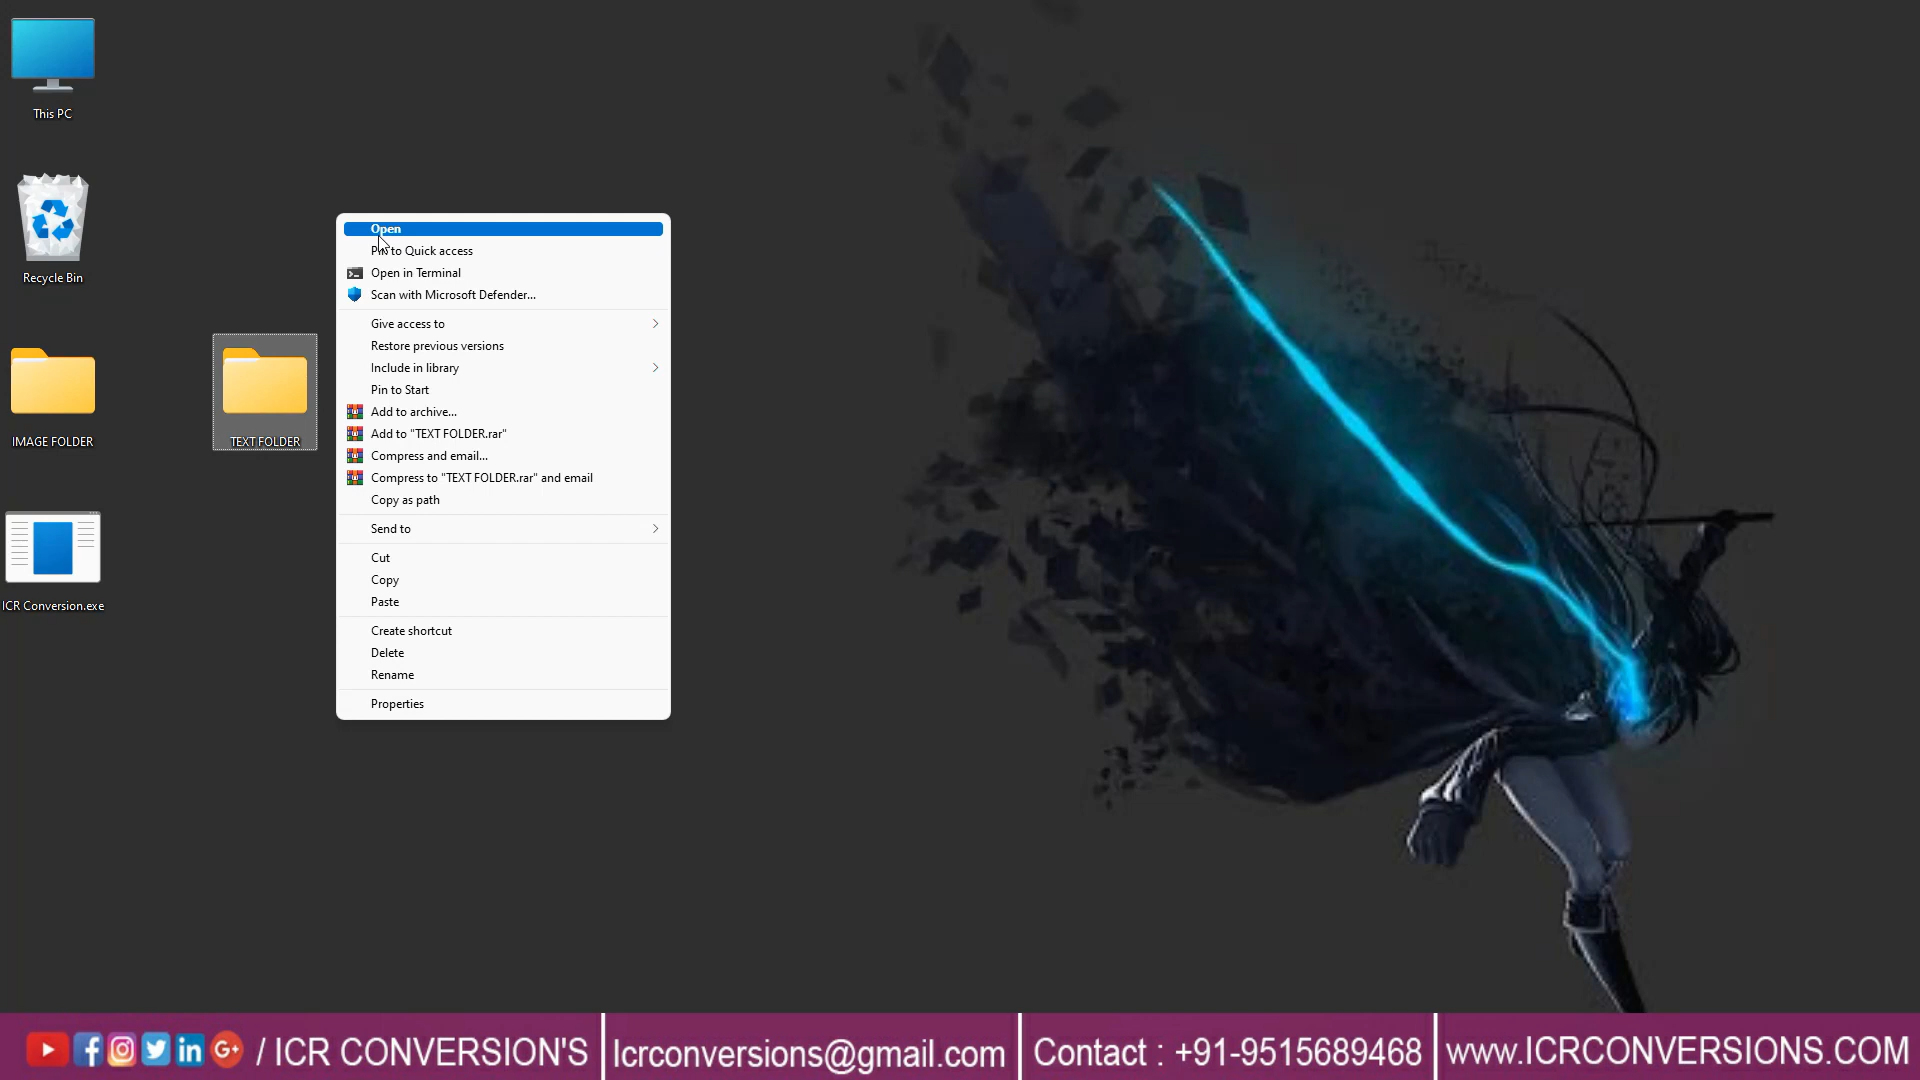 This PC
Recycle Bin
IMAGE FOLDER
TEXT FOLDER
ICR Conversion.exe
Open
Pin to Quick access
Open in Terminal
Scan with Microsoft Defender...
Give access to
Restore previous versions
Include in library
Pin to Start
Add to archive...
Add to "TEXT FOLDER.rar"
Compress and email...
Compress to "TEXT FOLDER.rar" and email
Copy as path
Send to
Cut
Copy
Paste
Create shortcut
Delete
Rename
Properties
/ ICR CONVERSION'S
Icrconversions@gmail.com
Contact : +91-9515689468
www.ICRCONVERSIONS.COM